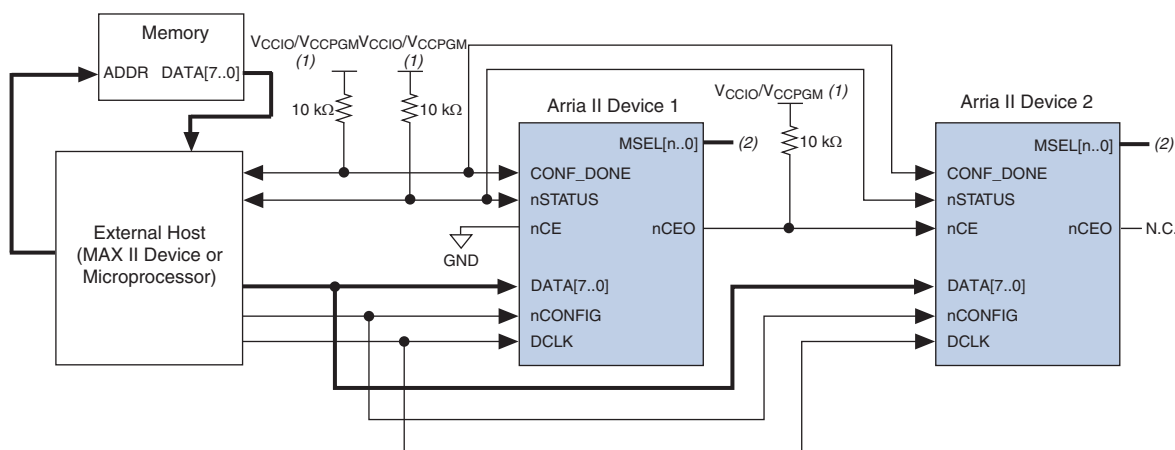 Memory
ADDR DATA[7..0]
VCCIO/VCCPGM VCCIO/VCCPGM
(1) (1)
10 kΩ 10 kΩ
External Host
(MAX II Device or
Microprocessor)
GND
Arria II Device 1
MSEL[n..0] (2)
CONF_DONE
nSTATUS
nCE nCEO
DATA[7..0]
nCONFIG
DCLK
VCCIO/VCCPGM (1)
10 kΩ
Arria II Device 2
MSEL[n..0] (2)
CONF_DONE
nSTATUS
nCE nCEO N.C.
DATA[7..0]
nCONFIG
DCLK